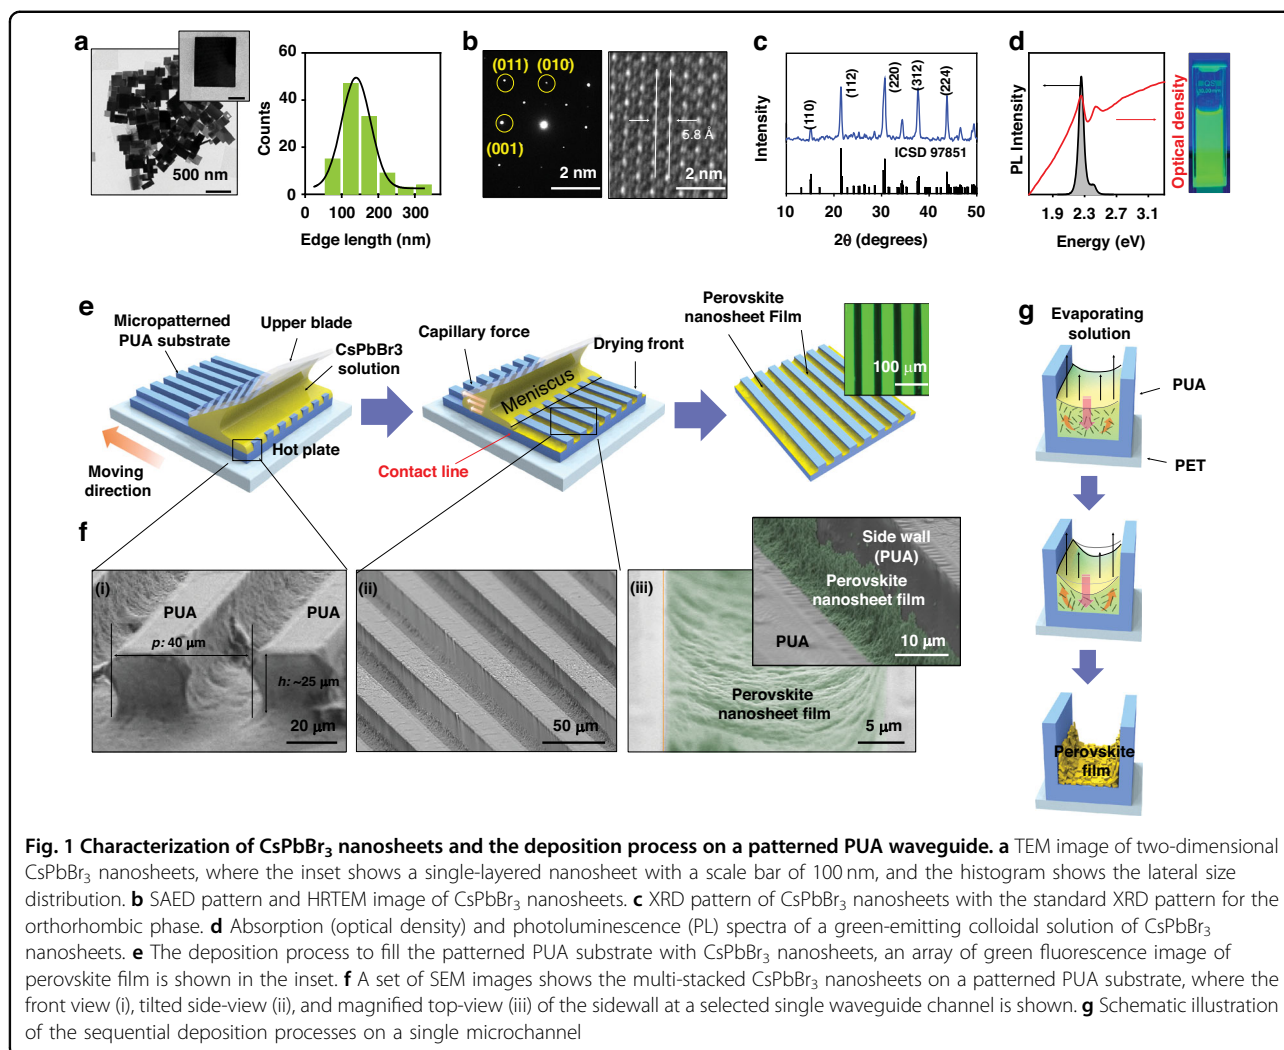 a
500 nm
60
40
20
0
Counts
0
100
200
300
Edge length (nm)
b
(011)
(010)
(001)
2 nm
5.8 Å
2 nm
c
Intensity
(110)
(112)
(220)
(312)
(224)
ICSD 97851
10
20
30
40
50
2θ (degrees)
d
PL Intensity
Optical density
1.9
2.3
2.7
3.1
Energy (eV)
e
Micropatterned
PUA substrate
Upper blade
CsPbBr3
solution
Hot plate
Moving
direction
Capillary force
Meniscus
Drying front
Contact line
Perovskite
nanosheet Film
100 μm
f
(i)
PUA
PUA
p: 40 μm
h: ~25 μm
20 μm
(ii)
50 μm
(iii)
Perovskite
nanosheet film
5 μm
Side wall
(PUA)
Perovskite
nanosheet film
PUA
10 μm
g
Evaporating
solution
PUA
PET
Perovskite
film
Fig. 1 Characterization of CsPbBr₃ nanosheets and the deposition process on a patterned PUA waveguide. a TEM image of two-dimensional
CsPbBr₃ nanosheets, where the inset shows a single-layered nanosheet with a scale bar of 100 nm, and the histogram shows the lateral size
distribution. b SAED pattern and HRTEM image of CsPbBr₃ nanosheets. c XRD pattern of CsPbBr₃ nanosheets with the standard XRD pattern for the
orthorhombic phase. d Absorption (optical density) and photoluminescence (PL) spectra of a green-emitting colloidal solution of CsPbBr₃
nanosheets. e The deposition process to fill the patterned PUA substrate with CsPbBr₃ nanosheets, an array of green fluorescence image of
perovskite film is shown in the inset. f A set of SEM images shows the multi-stacked CsPbBr₃ nanosheets on a patterned PUA substrate, where the
front view (i), tilted side-view (ii), and magnified top-view (iii) of the sidewall at a selected single waveguide channel is shown. g Schematic illustration
of the sequential deposition processes on a single microchannel